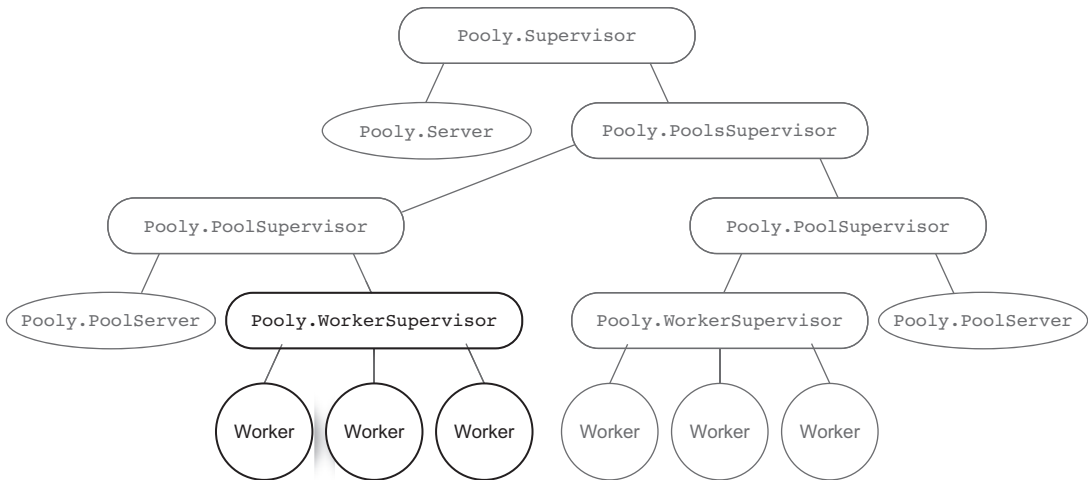 Pooly.Supervisor
Pooly.Server
Pooly.PoolsSupervisor
Pooly.PoolSupervisor
Pooly.PoolSupervisor
Pooly.PoolServer
Pooly.WorkerSupervisor
Pooly.WorkerSupervisor
Pooly.PoolServer
Worker
Worker
Worker
Worker
Worker
Worker